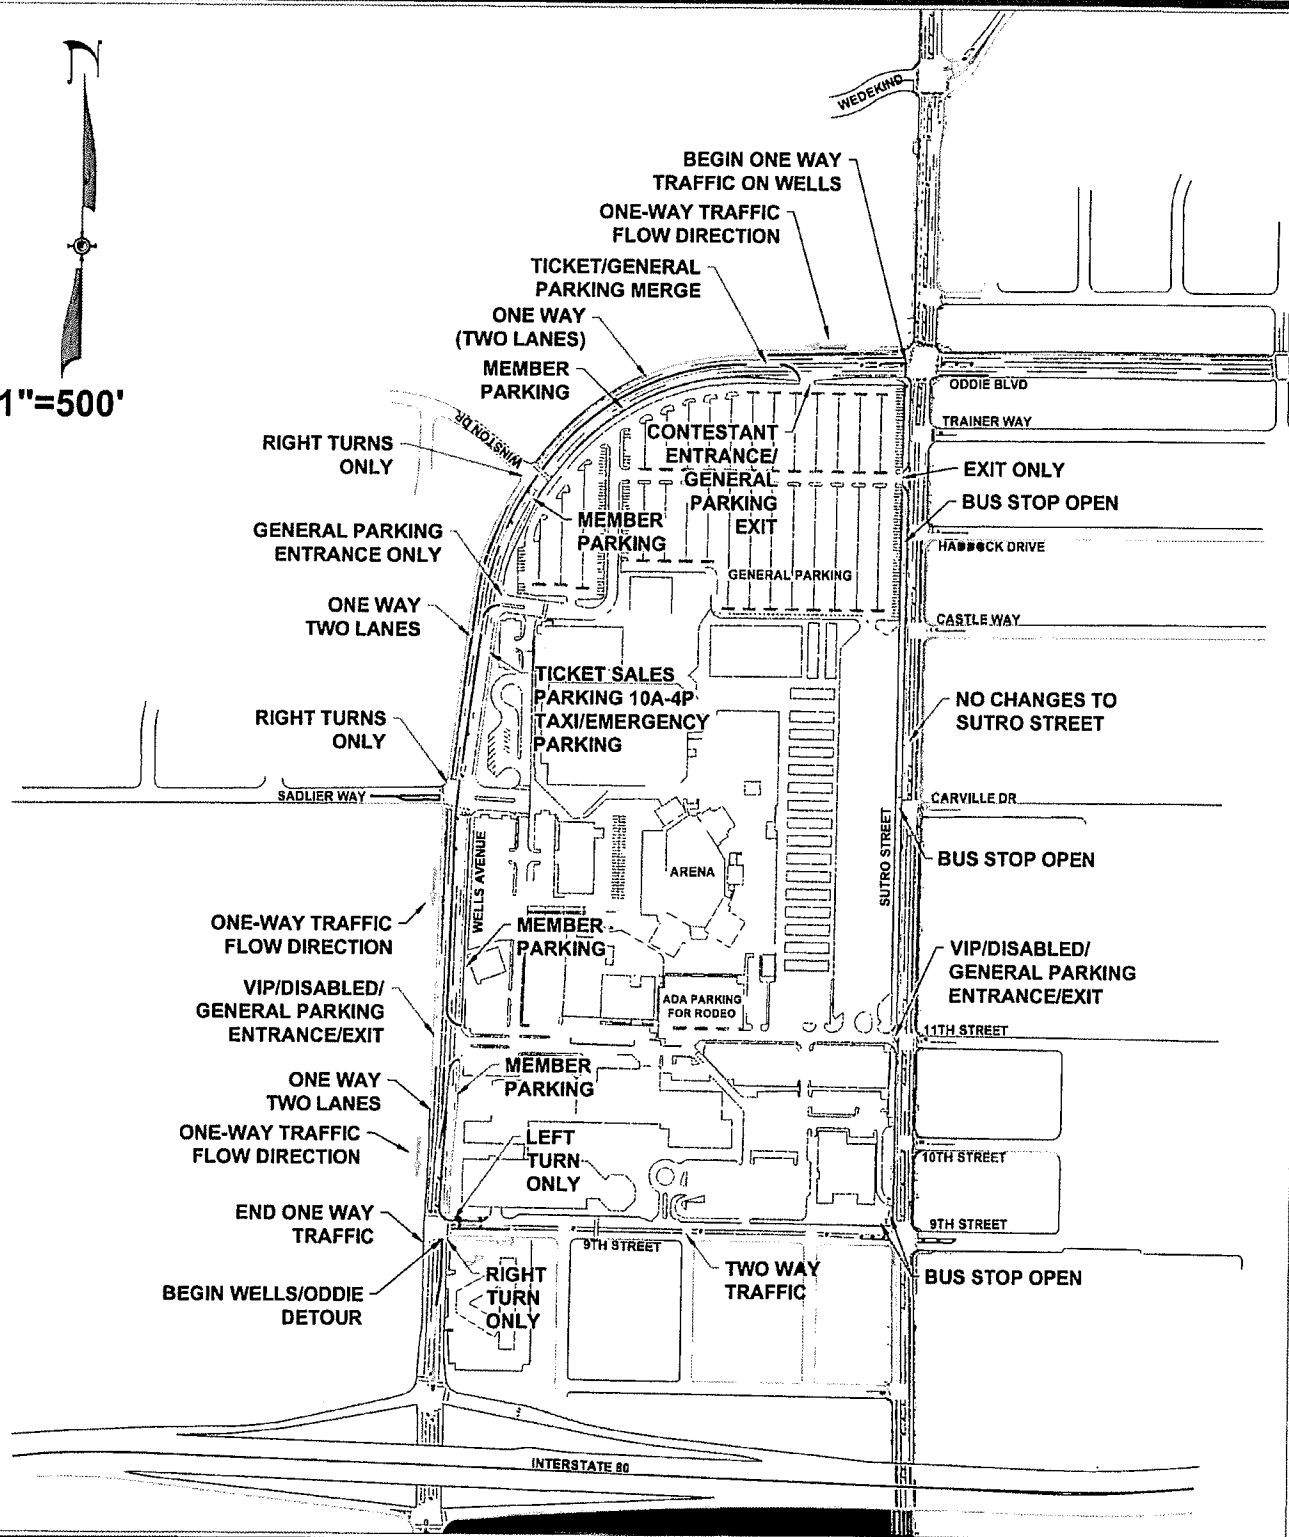 N
1"=500'
WEDEKIND
BEGIN ONE WAY
TRAFFIC ON WELLS
ONE-WAY TRAFFIC
FLOW DIRECTION
TICKET/GENERAL
PARKING MERGE
ONE WAY
(TWO LANES)
MEMBER
PARKING
ODDIE BLVD
TRAINER WAY
WINSTON DR
RIGHT TURNS
ONLY
CONTESTANT
ENTRANCE/
GENERAL
PARKING
EXIT
EXIT ONLY
BUS STOP OPEN
MEMBER
PARKING
GENERAL PARKING
ENTRANCE ONLY
DRIVE
GENERAL PARKING
ONE WAY
TWO LANES
CASTLE WAY
TICKET SALES
PARKING 10A-4P
TAXI/EMERGENCY
PARKING
NO CHANGES TO
SUTRO STREET
RIGHT TURNS
ONLY
SADLIER WAY
CARVILLE DR
WELLS AVENUE
ARENA
SUTRO STREET
BUS STOP OPEN
ONE-WAY TRAFFIC
FLOW DIRECTION
MEMBER
PARKING
VIP/DISABLED/
GENERAL PARKING
ENTRANCE/EXIT
VIP/DISABLED/
GENERAL PARKING
ENTRANCE/EXIT
ADA PARKING
FOR RODEO
11TH STREET
MEMBER
PARKING
ONE WAY
TWO LANES
ONE-WAY TRAFFIC
FLOW DIRECTION
LEFT
TURN
ONLY
10TH STREET
END ONE WAY
TRAFFIC
9TH STREET
9TH STREET
BEGIN WELLS/ODDIE
DETOUR
RIGHT
TURN
ONLY
TWO WAY
TRAFFIC
BUS STOP OPEN
INTERSTATE 80